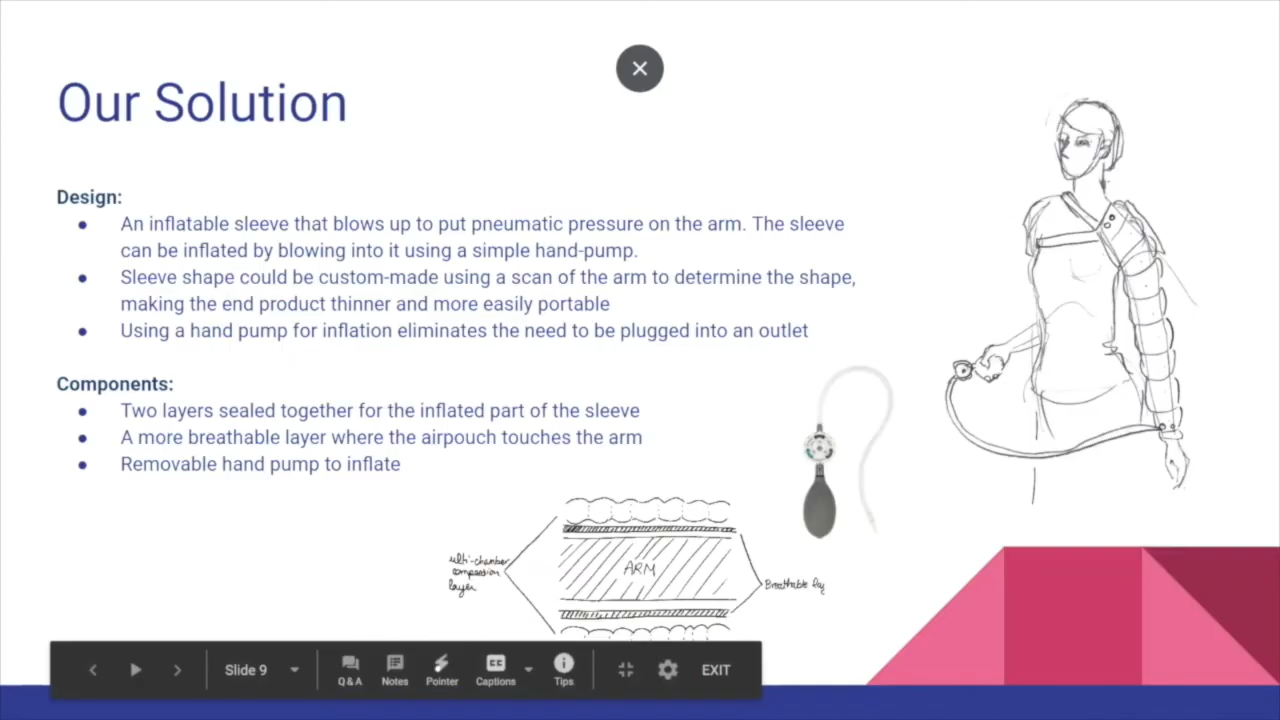 Our Solution
Design:
● An inflatable sleeve that blows up to put pneumatic pressure on the arm. The sleeve
can be inflated by blowing into it using a simple hand-pump.
● Sleeve shape could be custom-made using a scan of the arm to determine the shape,
making the end product thinner and more easily portable
● Using a hand pump for inflation eliminates the need to be plugged into an outlet
Components:
● Two layers sealed together for the inflated part of the sleeve
● A more breathable layer where the airpouch touches the arm
● Removable hand pump to inflate
ulti-chamber
compression
layer
ARM
Breathable lay
Slide 9
Q&A
Notes
Pointer
CC
Captions
Tips
EXIT